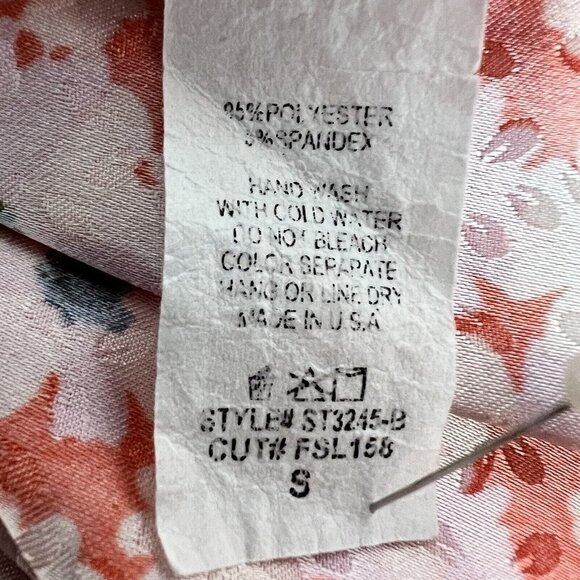 95%POLYESTER
5%SPANDEX
HAND WASH
WITH COLD WATER
DO NOT BLEACH
COLOR SEPARATE
HANG OR LINE DRY
MADE IN U.S.A
STYLE# ST3245-B
CUT# FSL158
S